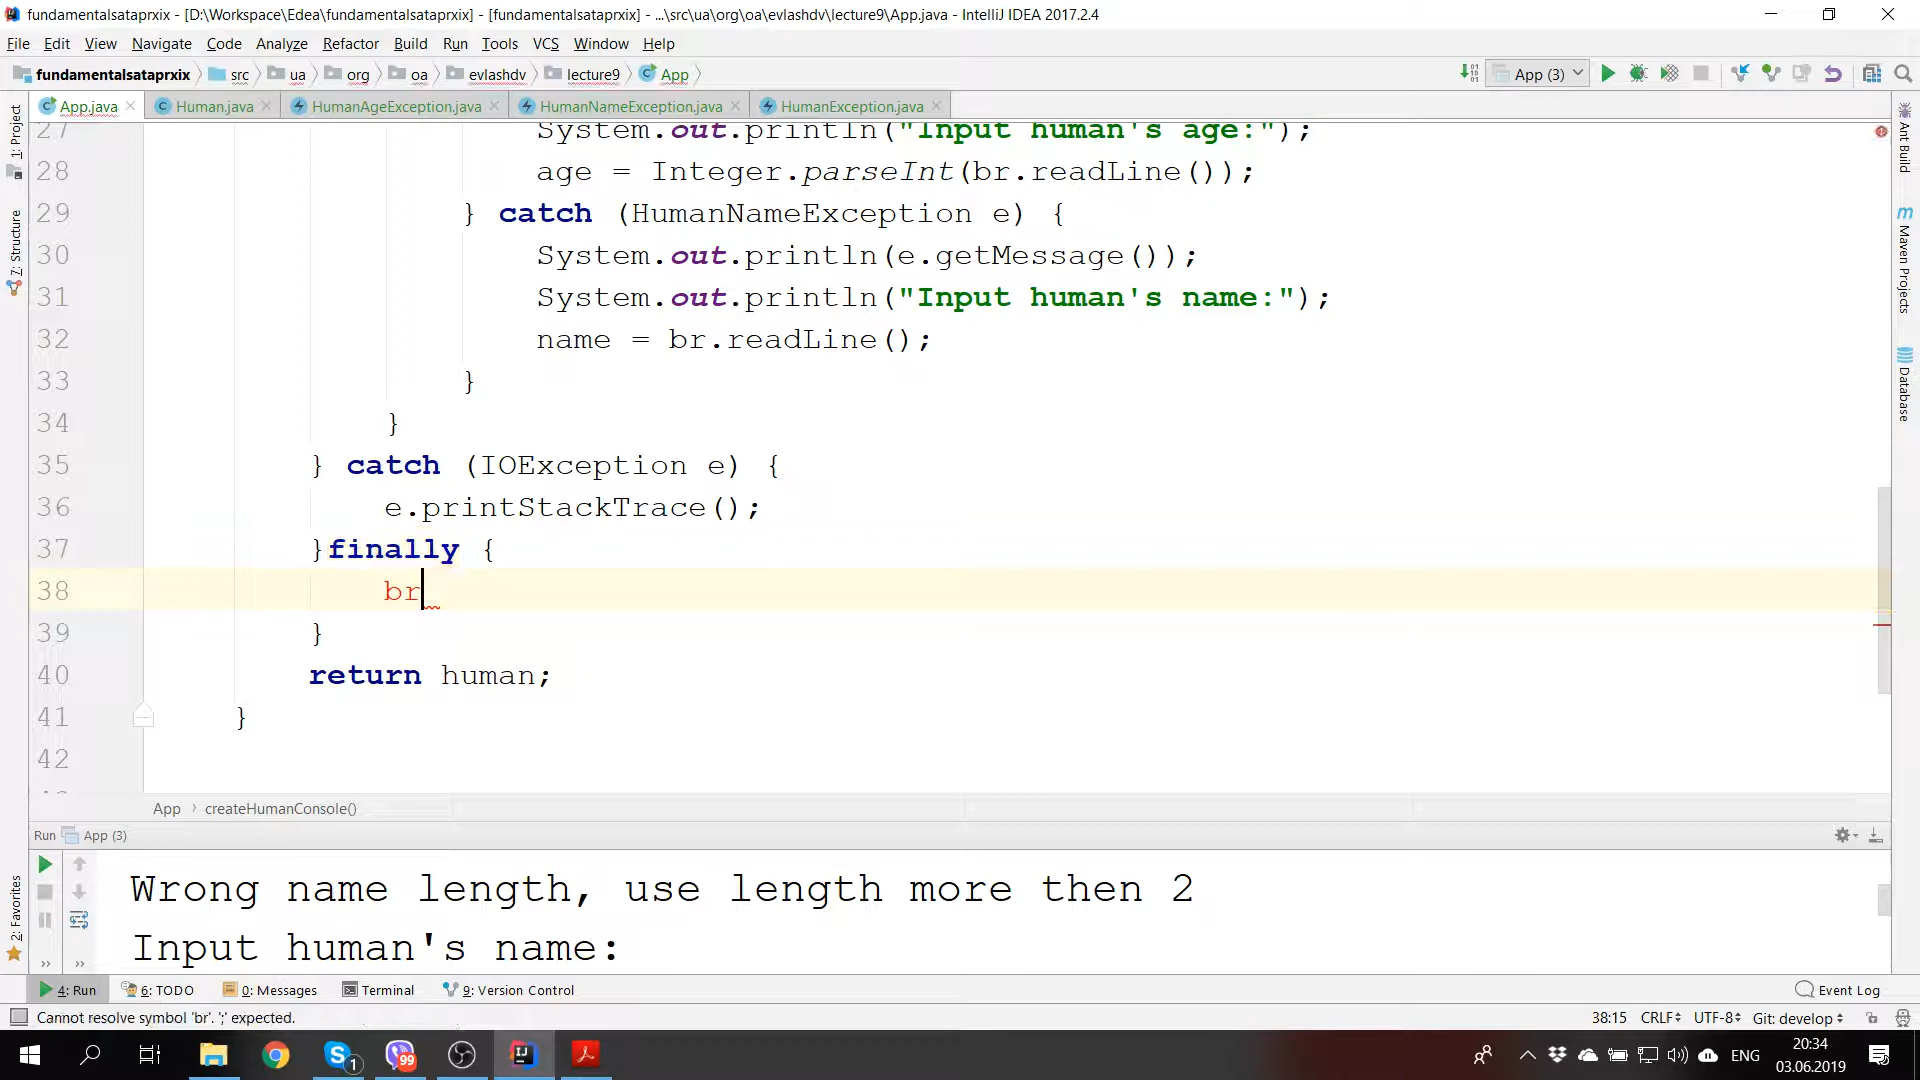 fundamentalsataprxix - [D:\Workspace\Edea\fundamentalsataprxix] - [fundamentalsataprxix] - ...\src\ua\org\oa\evlashdv\lecture9\App.java - IntelliJ IDEA 2017.2.4
File Edit View Navigate Code Analyze Refactor Build Run Tools VCS Window Help
fundamentalsataprxix src ua org oa evlashdv lecture9 App App (3)
App.java Human.java HumanAgeException.java HumanNameException.java HumanException.java
1: Project
7: Structure
2: Favorites
Ant Build
Maven Projects
Database
27 System.out.println("Input human's age:");
28 age = Integer.parseInt(br.readLine());
29 } catch (HumanNameException e) {
30 System.out.println(e.getMessage());
31 System.out.println("Input human's name:");
32 name = br.readLine();
33 }
34 }
35 } catch (IOException e) {
36 e.printStackTrace();
37 }finally {
38 br
39 }
40 return human;
41 }
42
App createHumanConsole()
Run App (3)
Wrong name length, use length more then 2
Input human's name:
4: Run 6: TODO 0: Messages Terminal 9: Version Control Event Log
Cannot resolve symbol 'br'. ';' expected. 38:15 CRLF UTF-8 Git: develop
1 99 ENG 20:34
03.06.2019